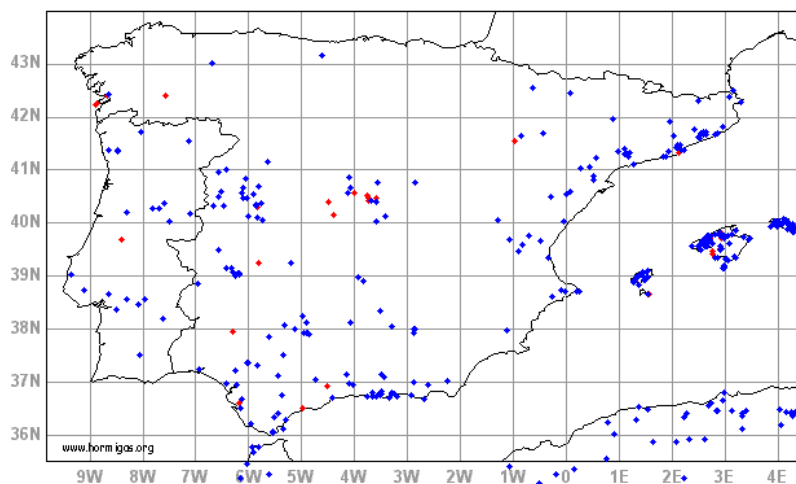 43N
42N
41N
40N
39N
38N
37N
36N
www.hormigas.org
9W 8W 7W 6W 5W 4W 3W 2W 1W 0 1E 2E 3E 4E